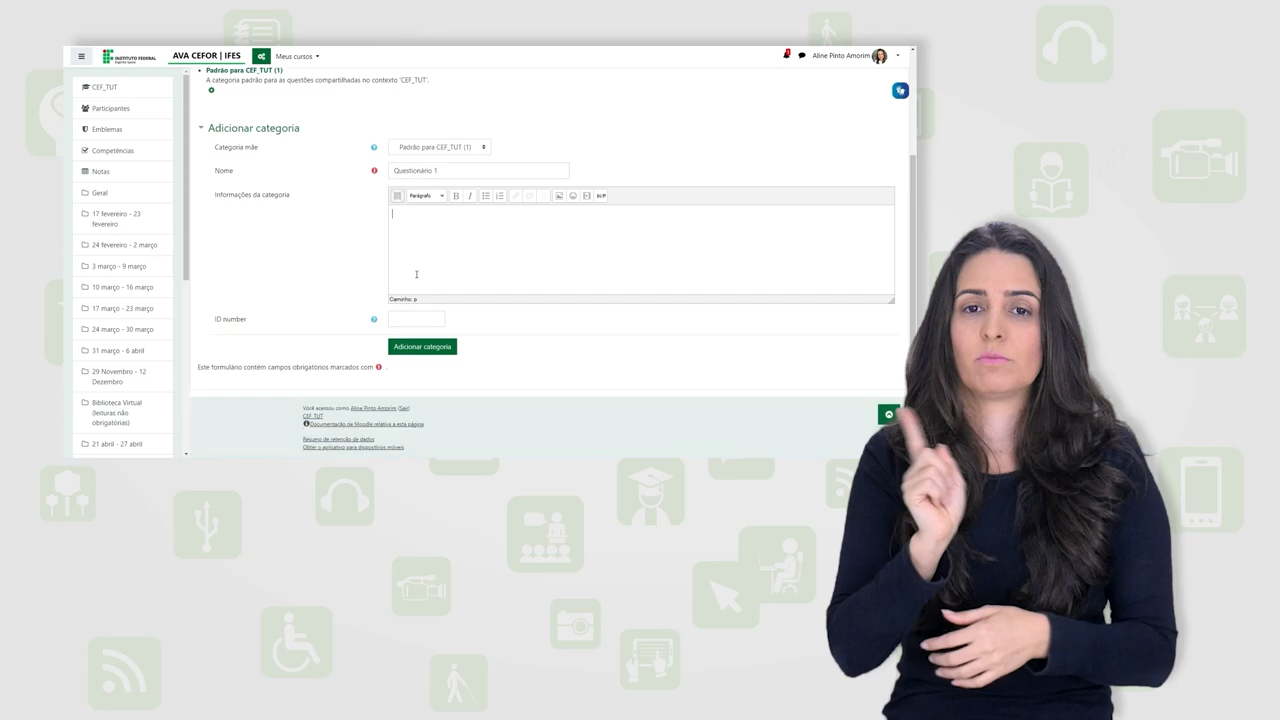 INSTITUTO FEDERAL
Espírito Santo
AVA CEFOR | IFES
Meus cursos
Aline Pinto Amorim
CEF_TUT
Participantes
Emblemas
Competências
Notas
Geral
17 fevereiro - 23
fevereiro
24 fevereiro - 2 março
3 março - 9 março
10 março - 16 março
17 março - 23 março
24 março - 30 março
31 março - 6 abril
29 Novembro - 12
Dezembro
Biblioteca Virtual
(leituras não
obrigatórias)
21 abril - 27 abril
Padrão para CEF_TUT (1)
A categoria padrão para as questões compartilhadas no contexto 'CEF_TUT'.
Adicionar categoria
Categoria mãe
Padrão para CEF_TUT (1)
Nome
Questionário 1
Informações da categoria
Parágrafo
B I
Caminho: p
ID number
Adicionar categoria
Este formulário contém campos obrigatórios marcados com .
Você acessou como Aline Pinto Amorim (Sair)
CEF_TUT
Documentação de Moodle relativa a esta página
Resumo de retenção de dados
Obter o aplicativo para dispositivos móveis